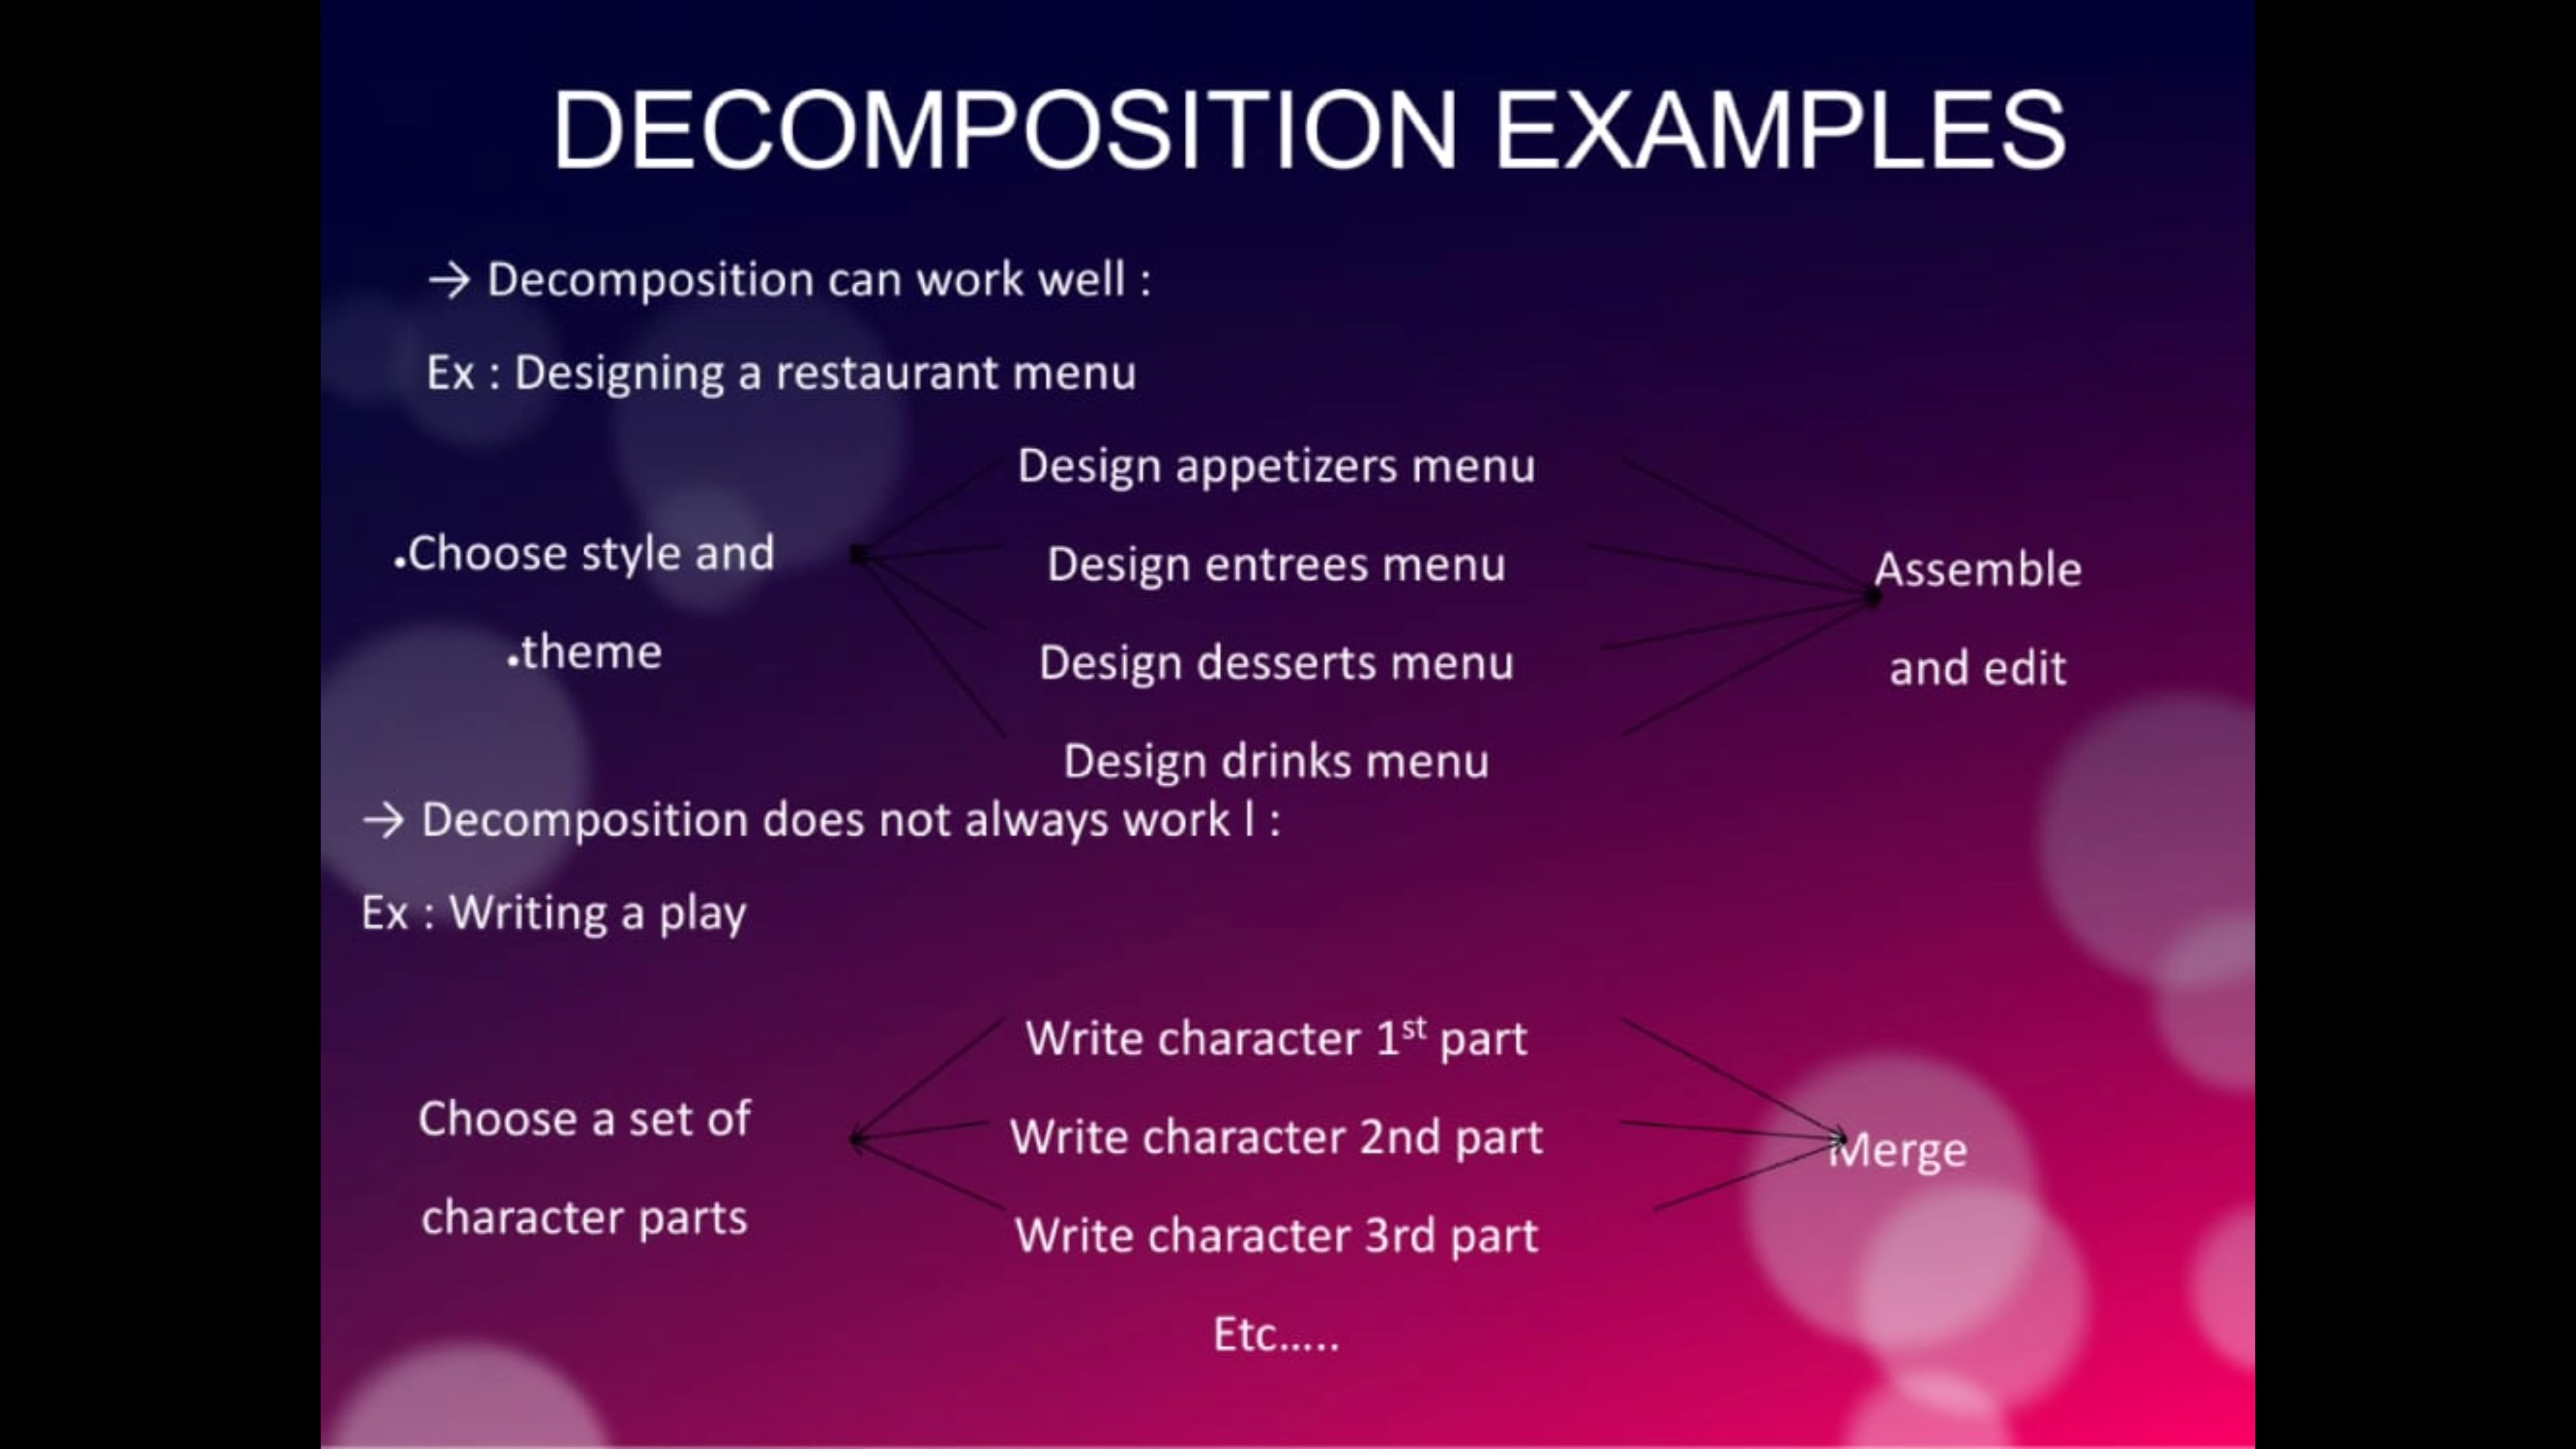 DECOMPOSITION EXAMPLES
→ Decomposition can work well :
Ex : Designing a restaurant menu
Design appetizers menu
Design entrees menu
Design desserts menu
Design drinks menu
.Choose style and
.theme
Assemble
and edit
→ Decomposition does not always work l :
Ex : Writing a play
Choose a set of
character parts
Write character 1st part
Write character 2nd part
Write character 3rd part
Etc.....
Merge